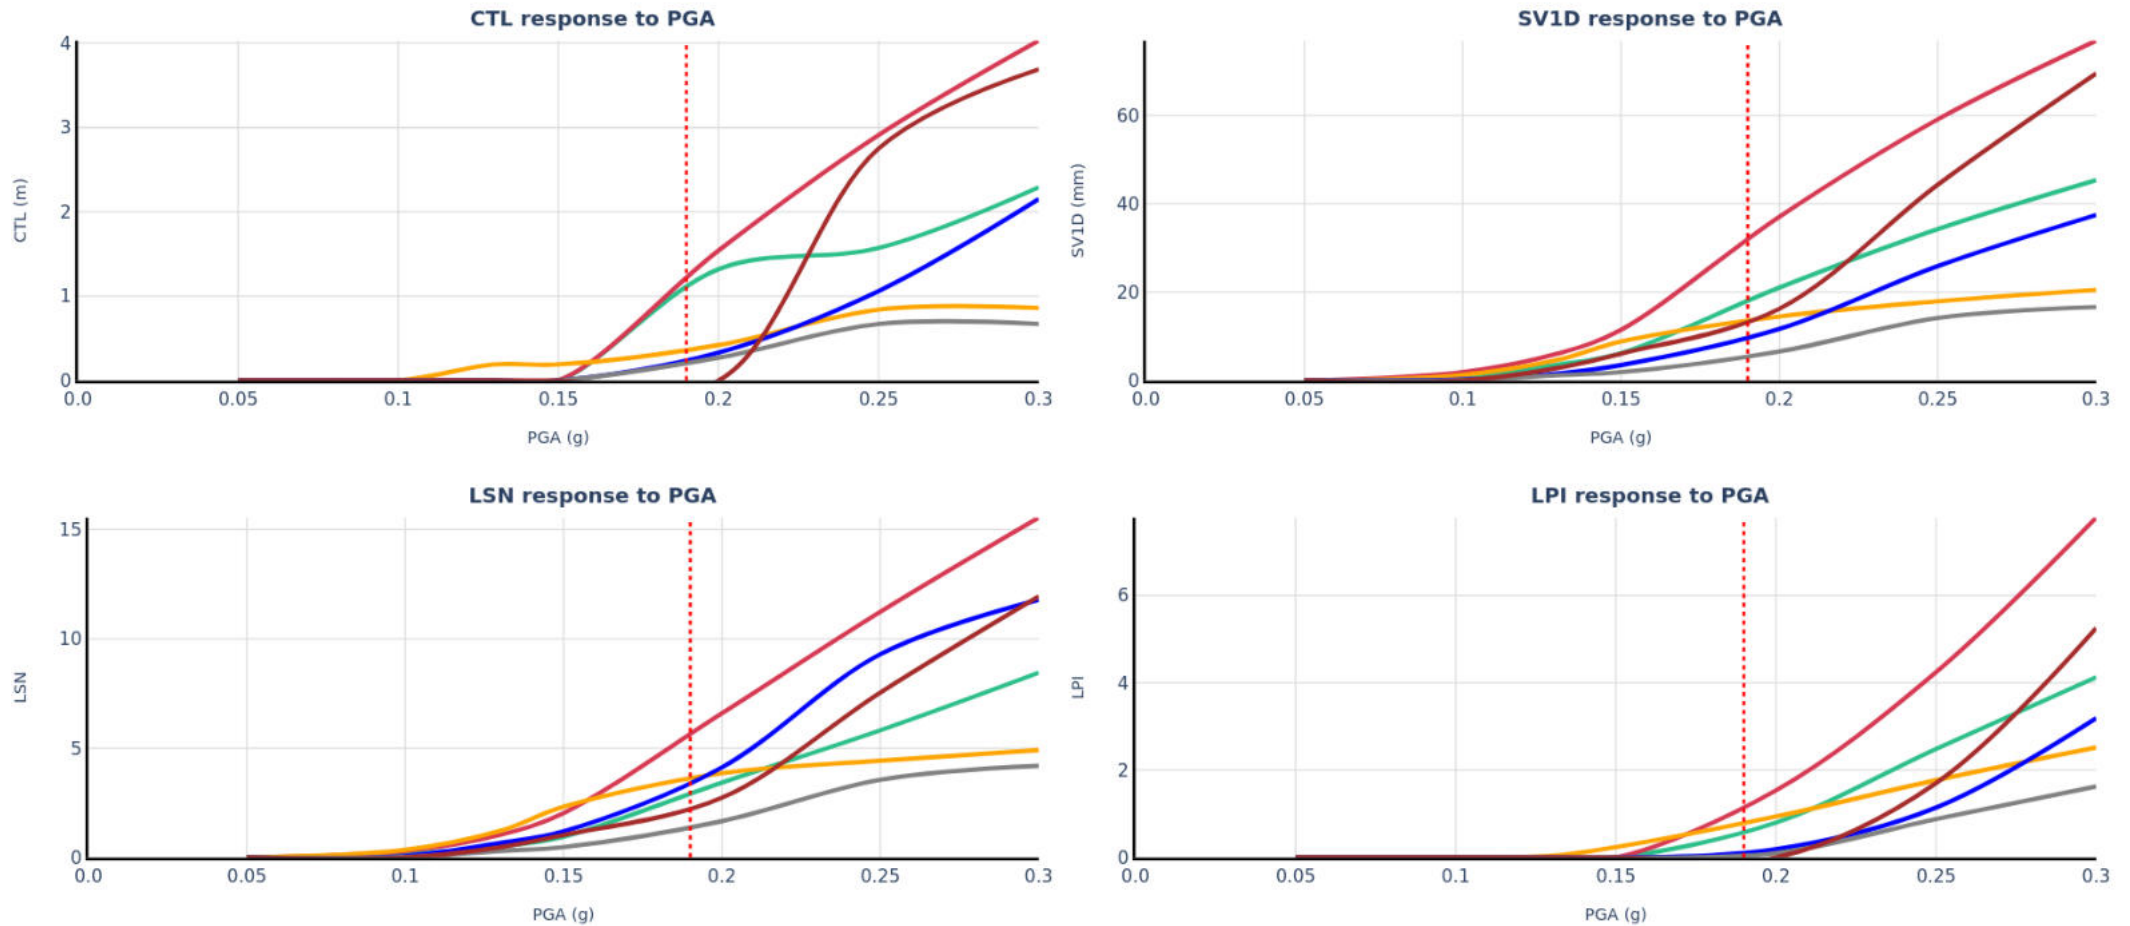 CTL response to PGA
4
3
2
1
0
CTL (m)
0.0 0.05 0.1 0.15 0.2 0.25 0.3
PGA (g)
SV1D response to PGA
60
40
20
0
SV1D (mm)
0.0 0.05 0.1 0.15 0.2 0.25 0.3
PGA (g)
LSN response to PGA
15
10
5
0
LSN
0.0 0.05 0.1 0.15 0.2 0.25 0.3
PGA (g)
LPI response to PGA
6
4
2
0
LPI
0.0 0.05 0.1 0.15 0.2 0.25 0.3
PGA (g)